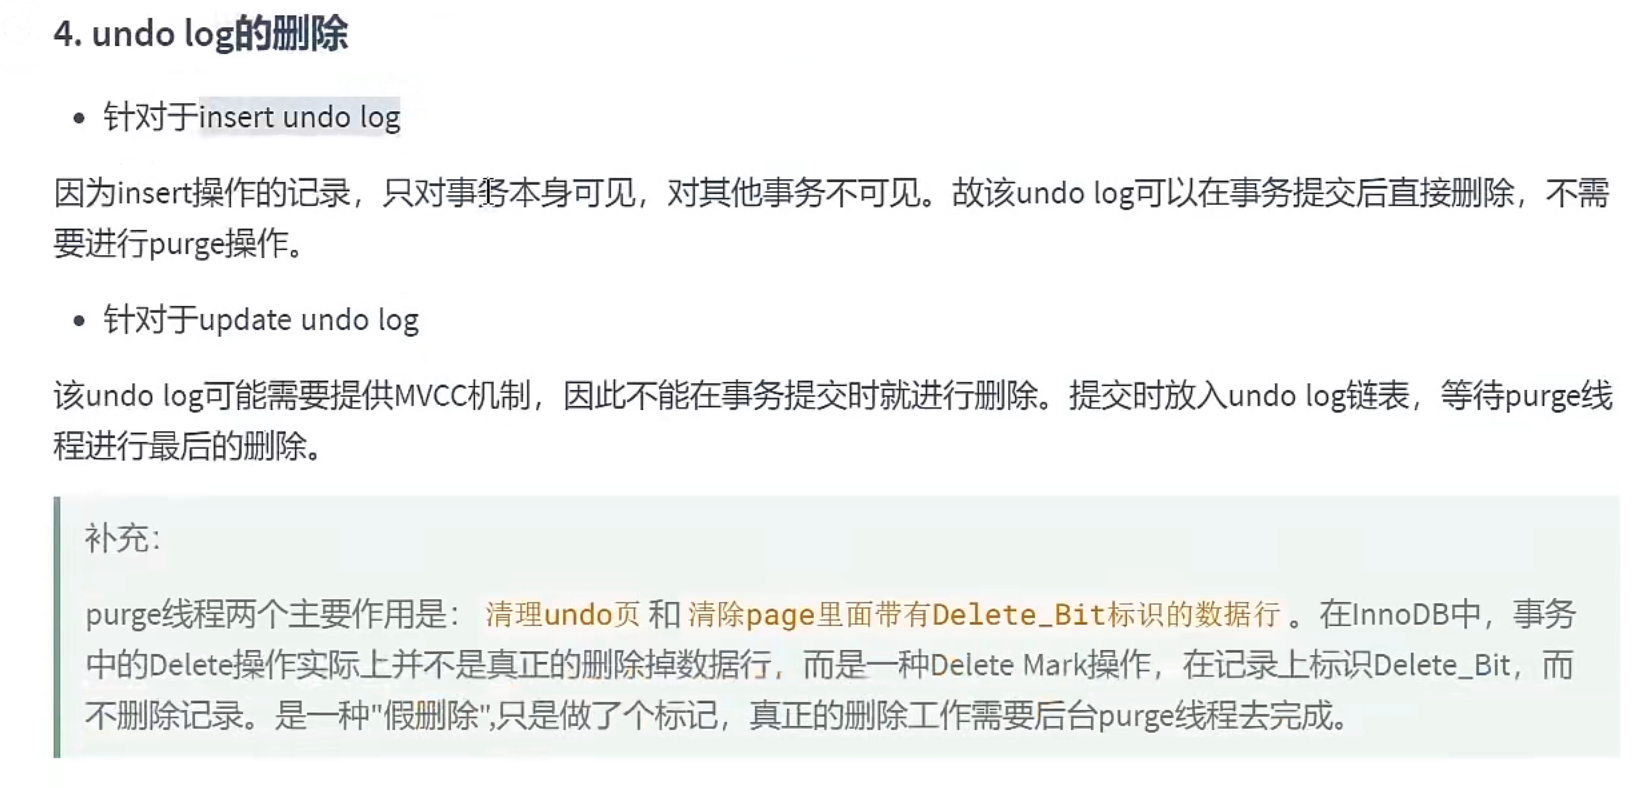 4. undo log的删除
• 针对于insert undo log
因为insert操作的记录，只对事务本身可见，对其他事务不可见。故该undo log可以在事务提交后直接删除，不需
要进行purge操作。
• 针对于update undo log
该undo log可能需要提供MVCC机制，因此不能在事务提交时就进行删除。提交时放入undo log链表，等待purge线
程进行最后的删除。
补充：
purge线程两个主要作用是： 清理undo页 和 清除page里面带有Delete_Bit标识的数据行 。在InnoDB中，事务
中的Delete操作实际上并不是真正的删除掉数据行，而是一种Delete Mark操作，在记录上标识Delete_Bit，而
不删除记录。是一种"假删除",只是做了个标记，真正的删除工作需要后台purge线程去完成。